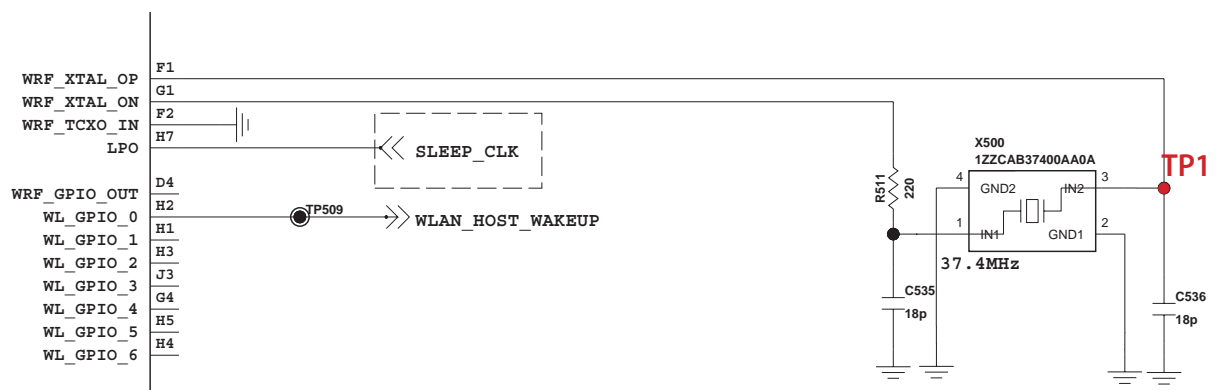 F1
WRF_XTAL_OP
G1
WRF_XTAL_ON
F2
WRF_TCXO_IN
H7
LPO
SLEEP_CLK
D4
WRF_GPIO_OUT
H2
WL_GPIO_0
TP509
WLAN_HOST_WAKEUP
H1
WL_GPIO_1
H3
WL_GPIO_2
J3
WL_GPIO_3
G4
WL_GPIO_4
H5
WL_GPIO_5
H4
WL_GPIO_6
R511
220
X500
1ZZCAB37400AA0A
TP1
4
GND2
IN2
3
1
IN1
GND1
2
37.4MHz
C535
18p
C536
18p